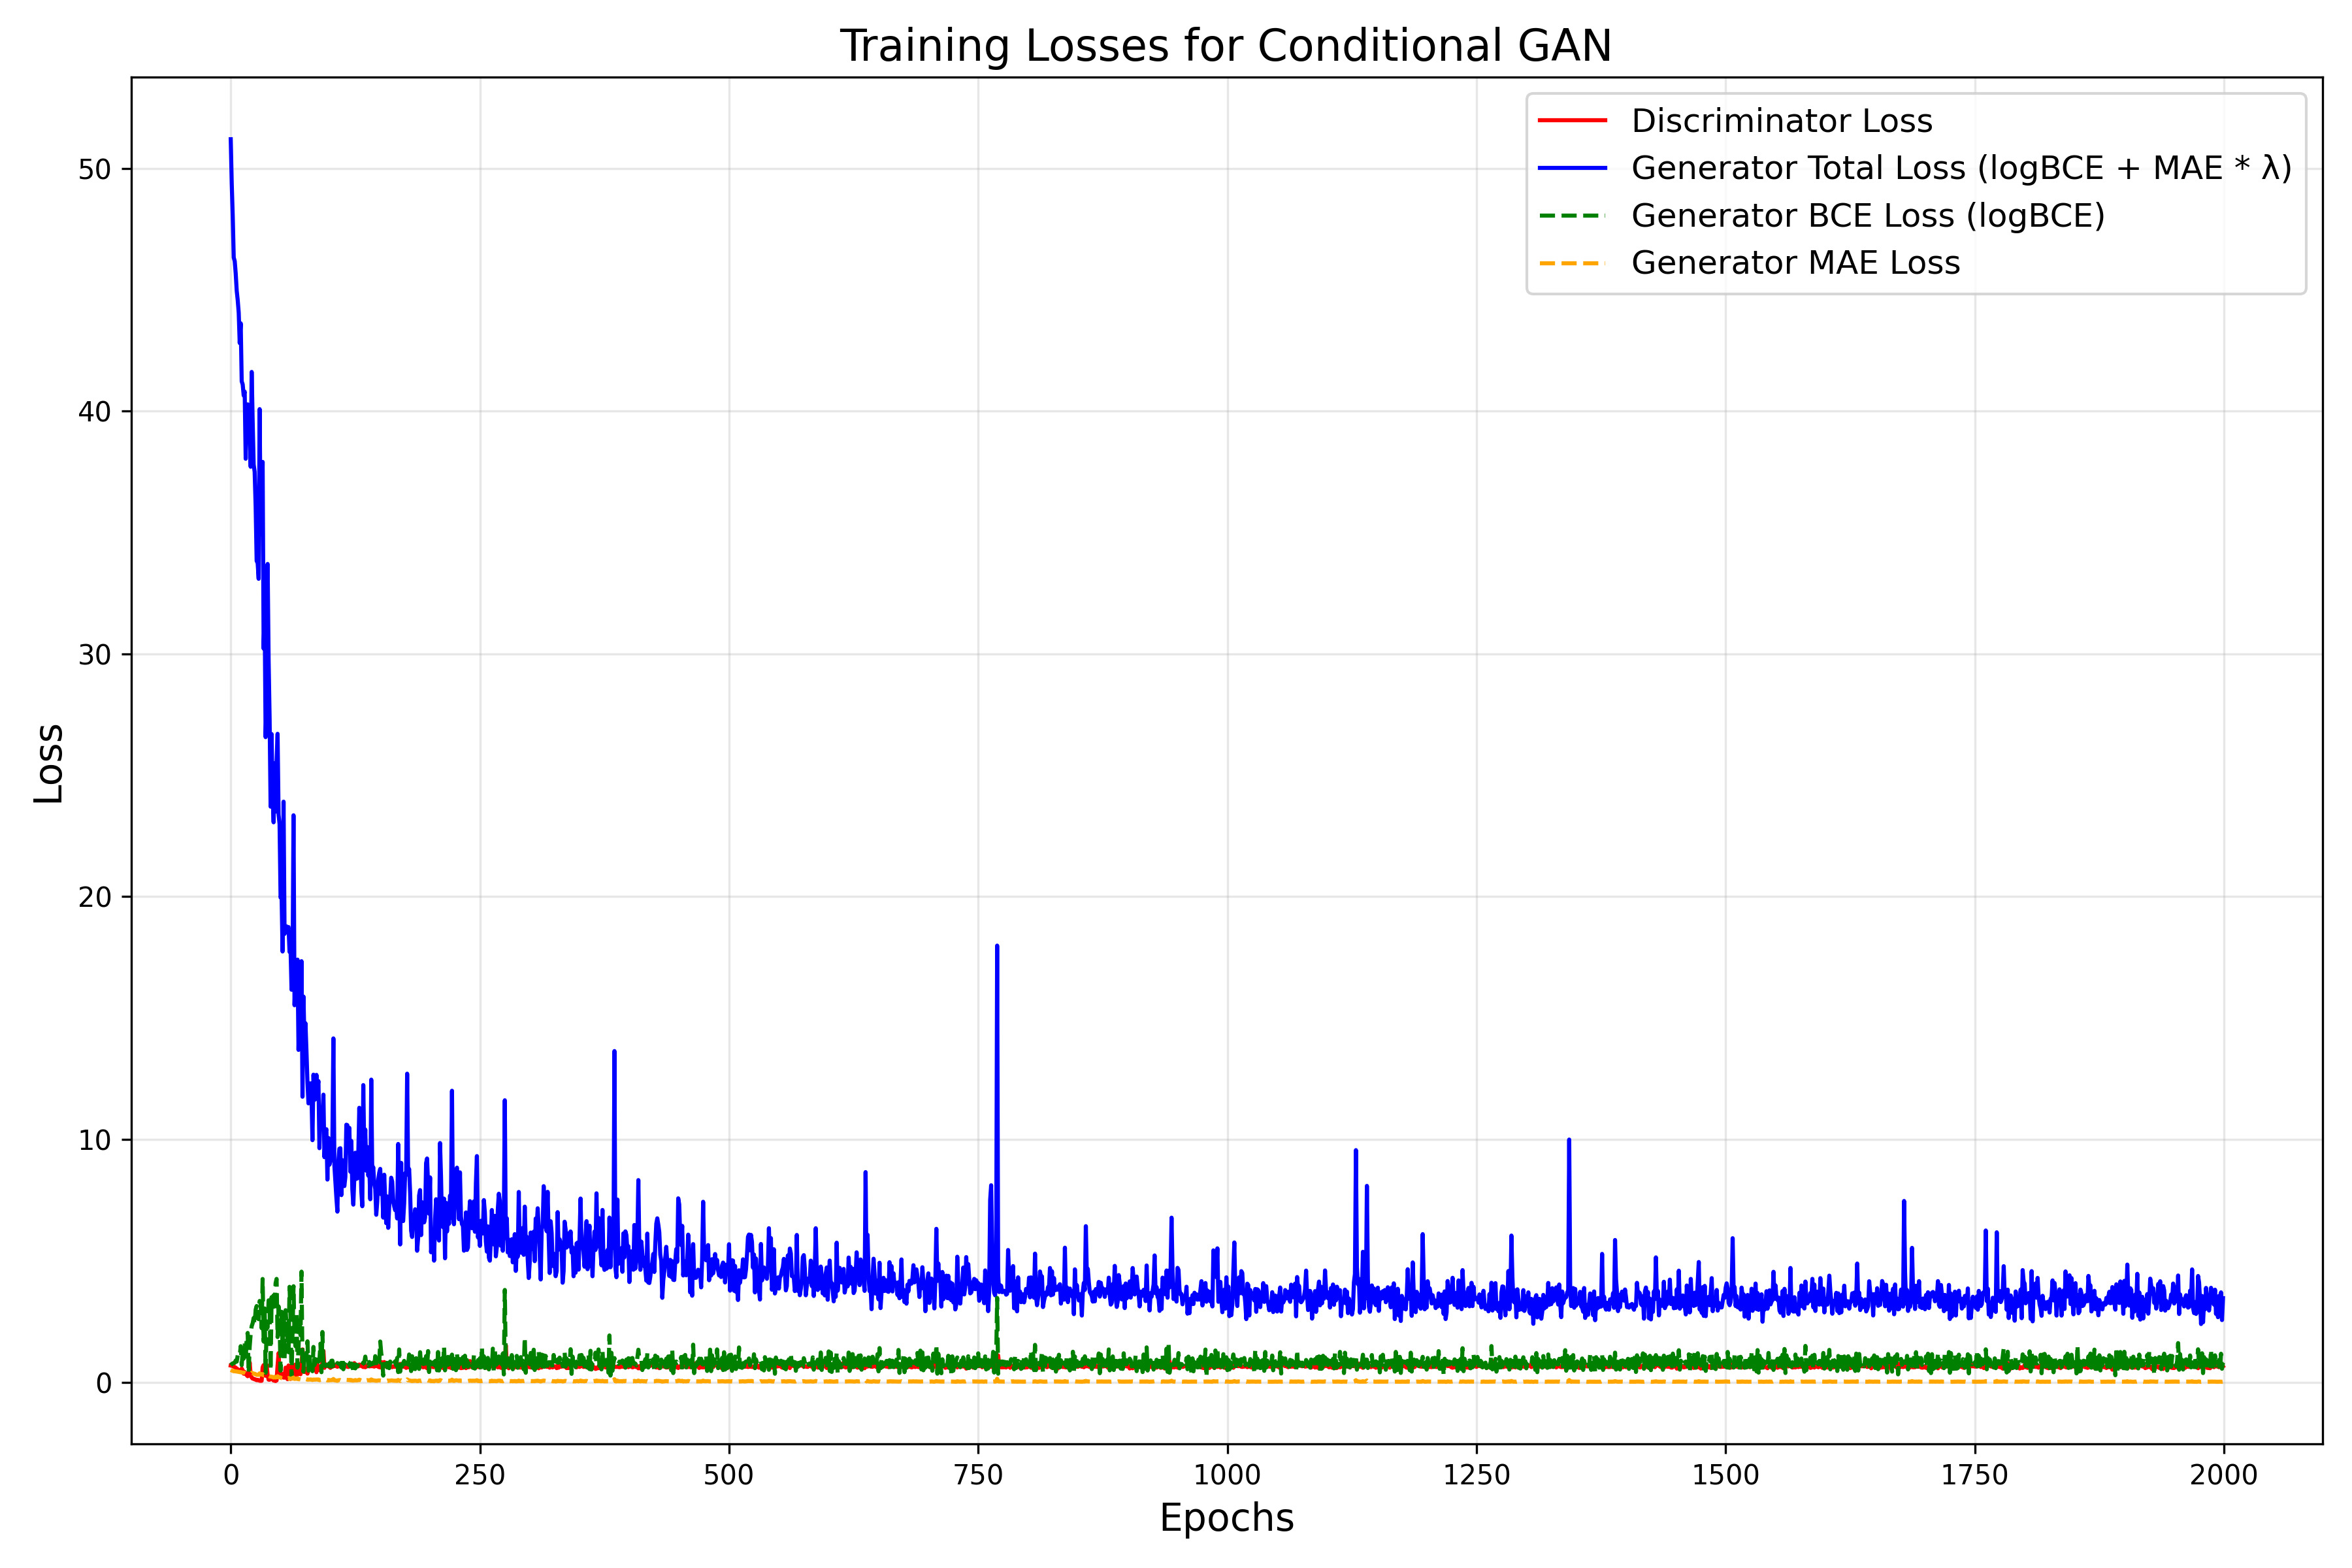 Training Losses for Conditional GAN
Discriminator Loss
Generator Total Loss (logBCE + MAE * λ)
Generator BCE Loss (logBCE)
Generator MAE Loss
50
40
30
20
10
0
Loss
0 250 500 750 1000 1250 1500 1750 2000
Epochs